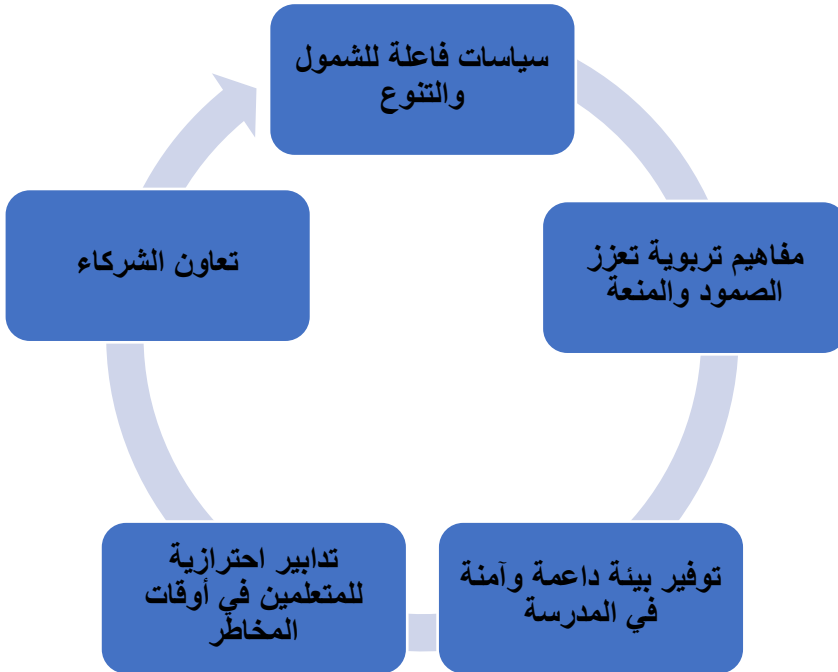 سياسات فاعلة للشمول
والتنوع
مفاهيم تربوية تعزز
الصمود والمنعة
توفير بيئة داعمة وآمنة
في المدرسة
تدابير احترازية
للمتعلمين في أوقات
المخاطر
تعاون الشركاء